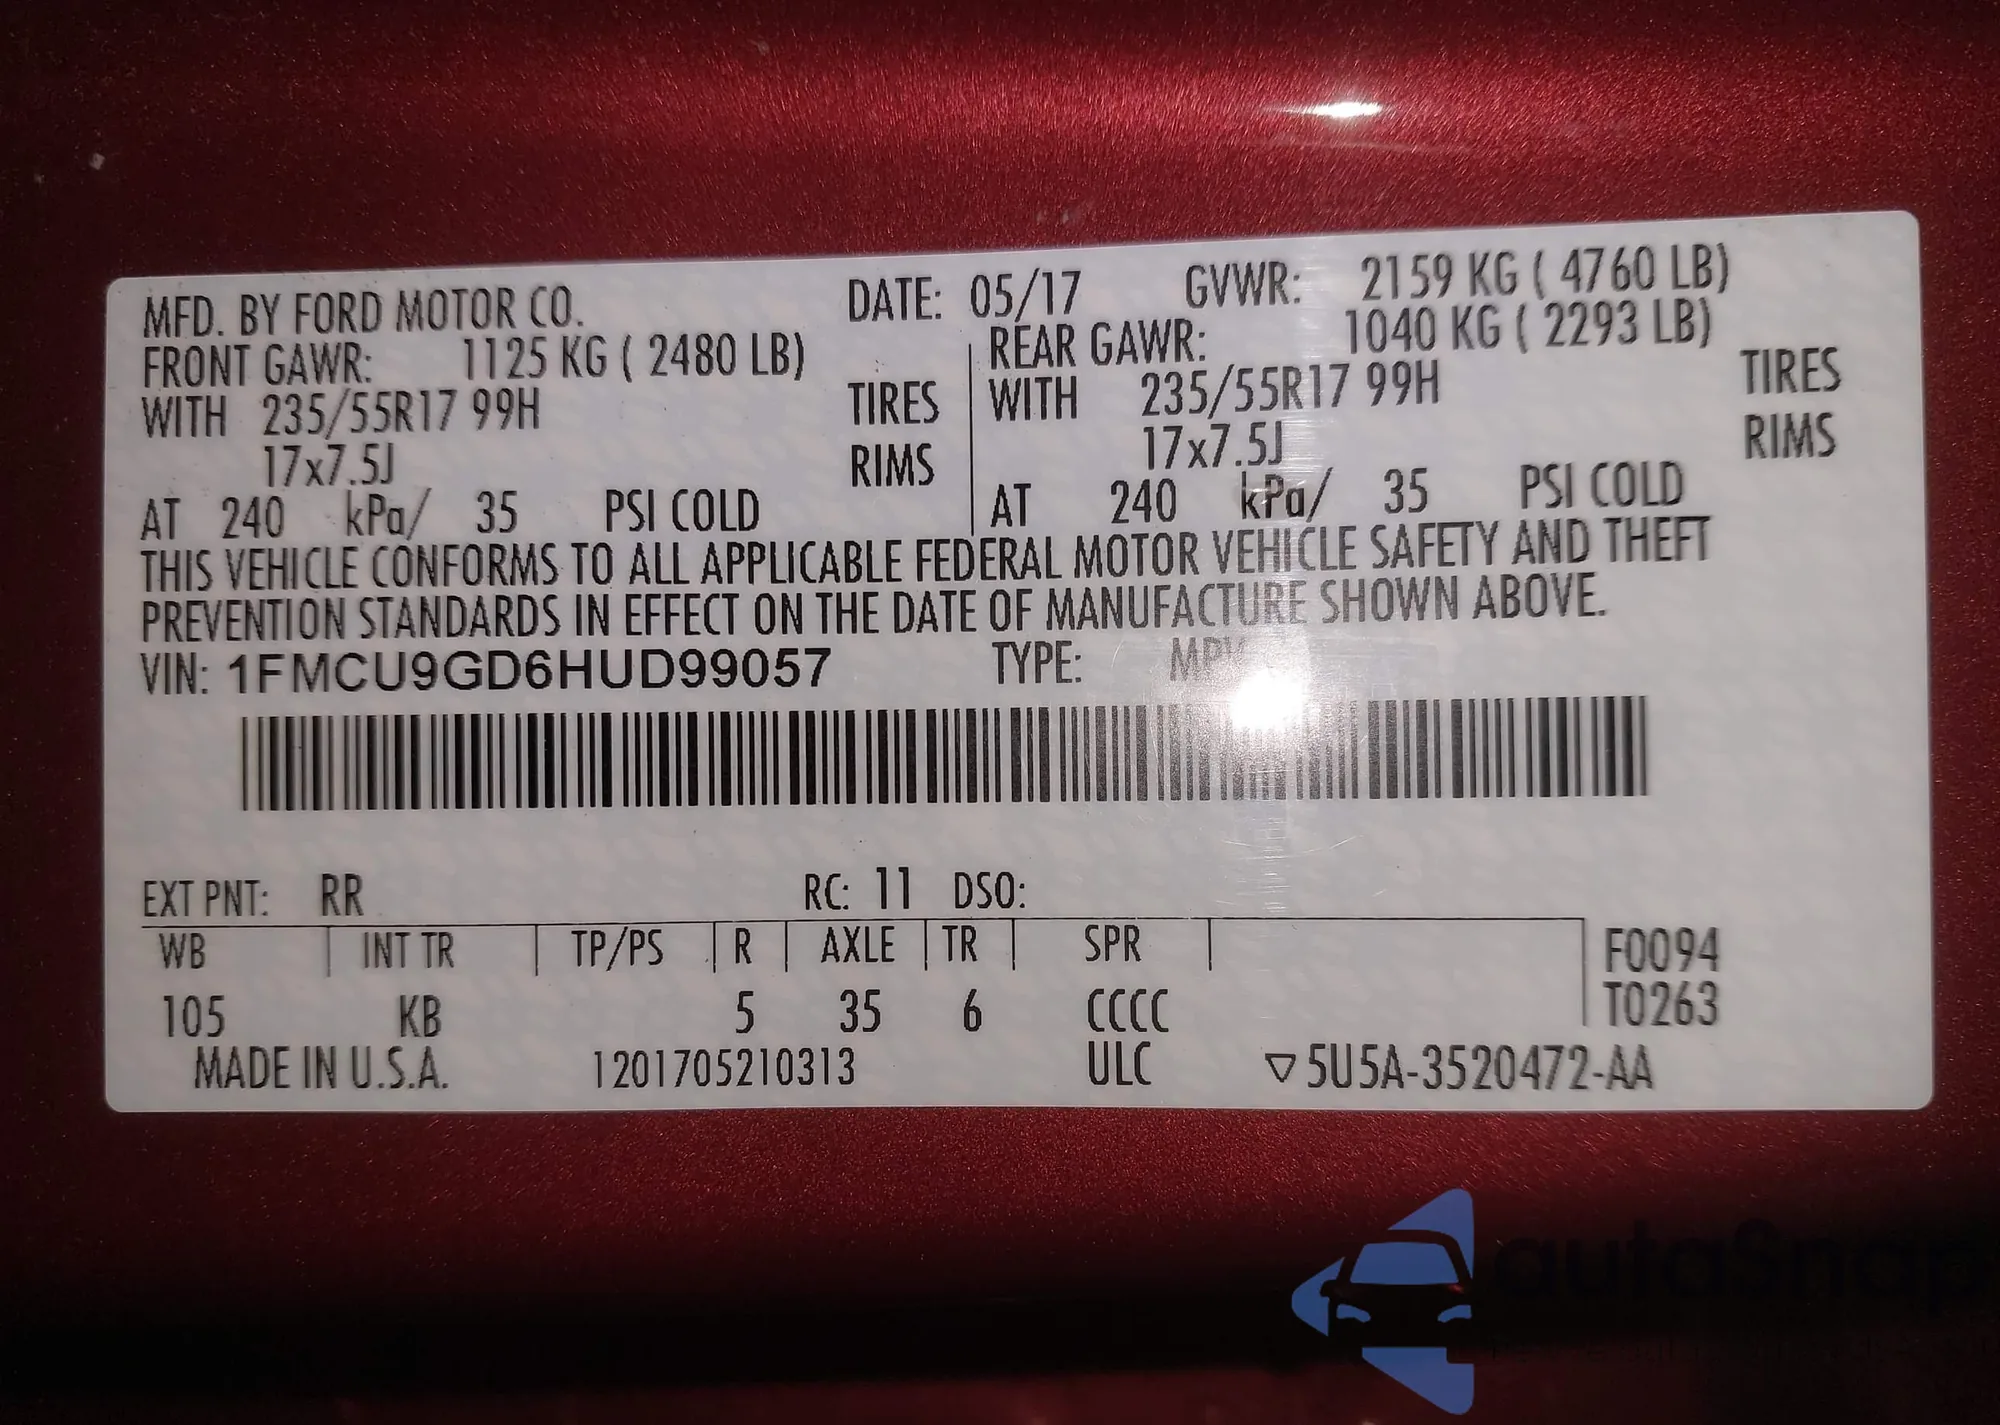 MFD. BY FORD MOTOR CO. DATE: 05/17 GVWR: 2159 KG ( 4760 LB)
FRONT GAWR: 1125 KG ( 2480 LB) REAR GAWR: 1040 KG ( 2293 LB)
WITH 235/55R17 99H TIRES WITH 235/55R17 99H TIRES
17x7.5J RIMS 17x7.5J RIMS
AT 240 kPa/ 35 PSI COLD AT 240 kPa/ 35 PSI COLD
THIS VEHICLE CONFORMS TO ALL APPLICABLE FEDERAL MOTOR VEHICLE SAFETY AND THEFT
PREVENTION STANDARDS IN EFFECT ON THE DATE OF MANUFACTURE SHOWN ABOVE.
VIN: 1FMCU9GD6HUD99057 TYPE: MPV
EXT PNT: RR RC: 11 DSO:
WB INT TR TP/PS R AXLE TR SPR F0094
105 KB 5 35 6 CCCC T0263
MADE IN U.S.A. 1201705210313 ULC ▽5U5A-3520472-AA
autaSnap